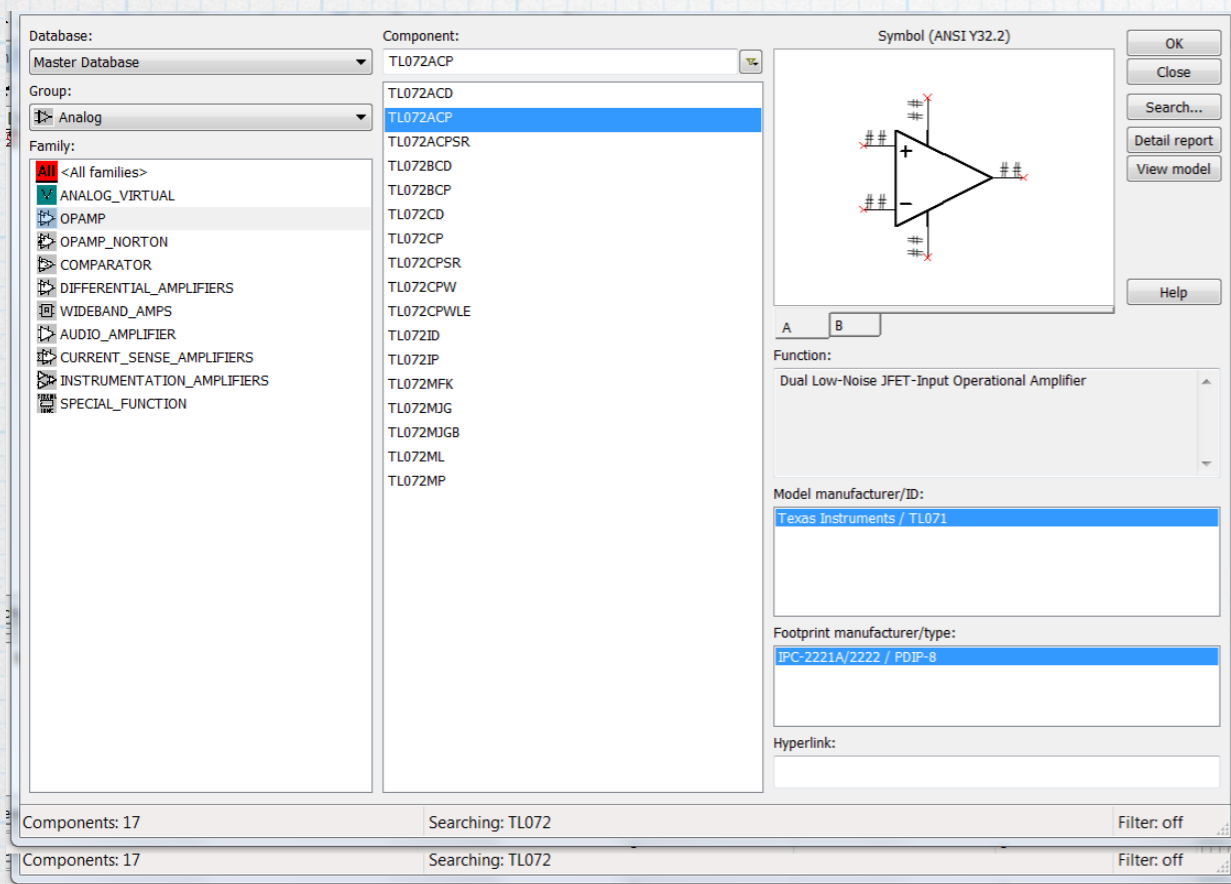 Database:
Master Database
Group:
Analog
Family:
All <All families>
ANALOG_VIRTUAL
OPAMP
OPAMP_NORTON
COMPARATOR
DIFFERENTIAL_AMPLIFIERS
WIDEBAND_AMPS
AUDIO_AMPLIFIER
CURRENT_SENSE_AMPLIFIERS
INSTRUMENTATION_AMPLIFIERS
SPECIAL_FUNCTION
Component:
TL072ACP
TL072ACD
TL072ACP
TL072ACPSR
TL072BCD
TL072BCP
TL072CD
TL072CP
TL072CPSR
TL072CPW
TL072CPWLE
TL072ID
TL072IP
TL072MFK
TL072MJG
TL072MJGB
TL072ML
TL072MP
Symbol (ANSI Y32.2)
##
##
+
##
##
−
##
A
B
Function:
Dual Low-Noise JFET-Input Operational Amplifier
Model manufacturer/ID:
Texas Instruments / TL071
Footprint manufacturer/type:
IPC-2221A/2222 / PDIP-8
Hyperlink:
OK
Close
Search...
Detail report
View model
Help
Components: 17
Searching: TL072
Filter: off
Components: 17
Searching: TL072
Filter: off